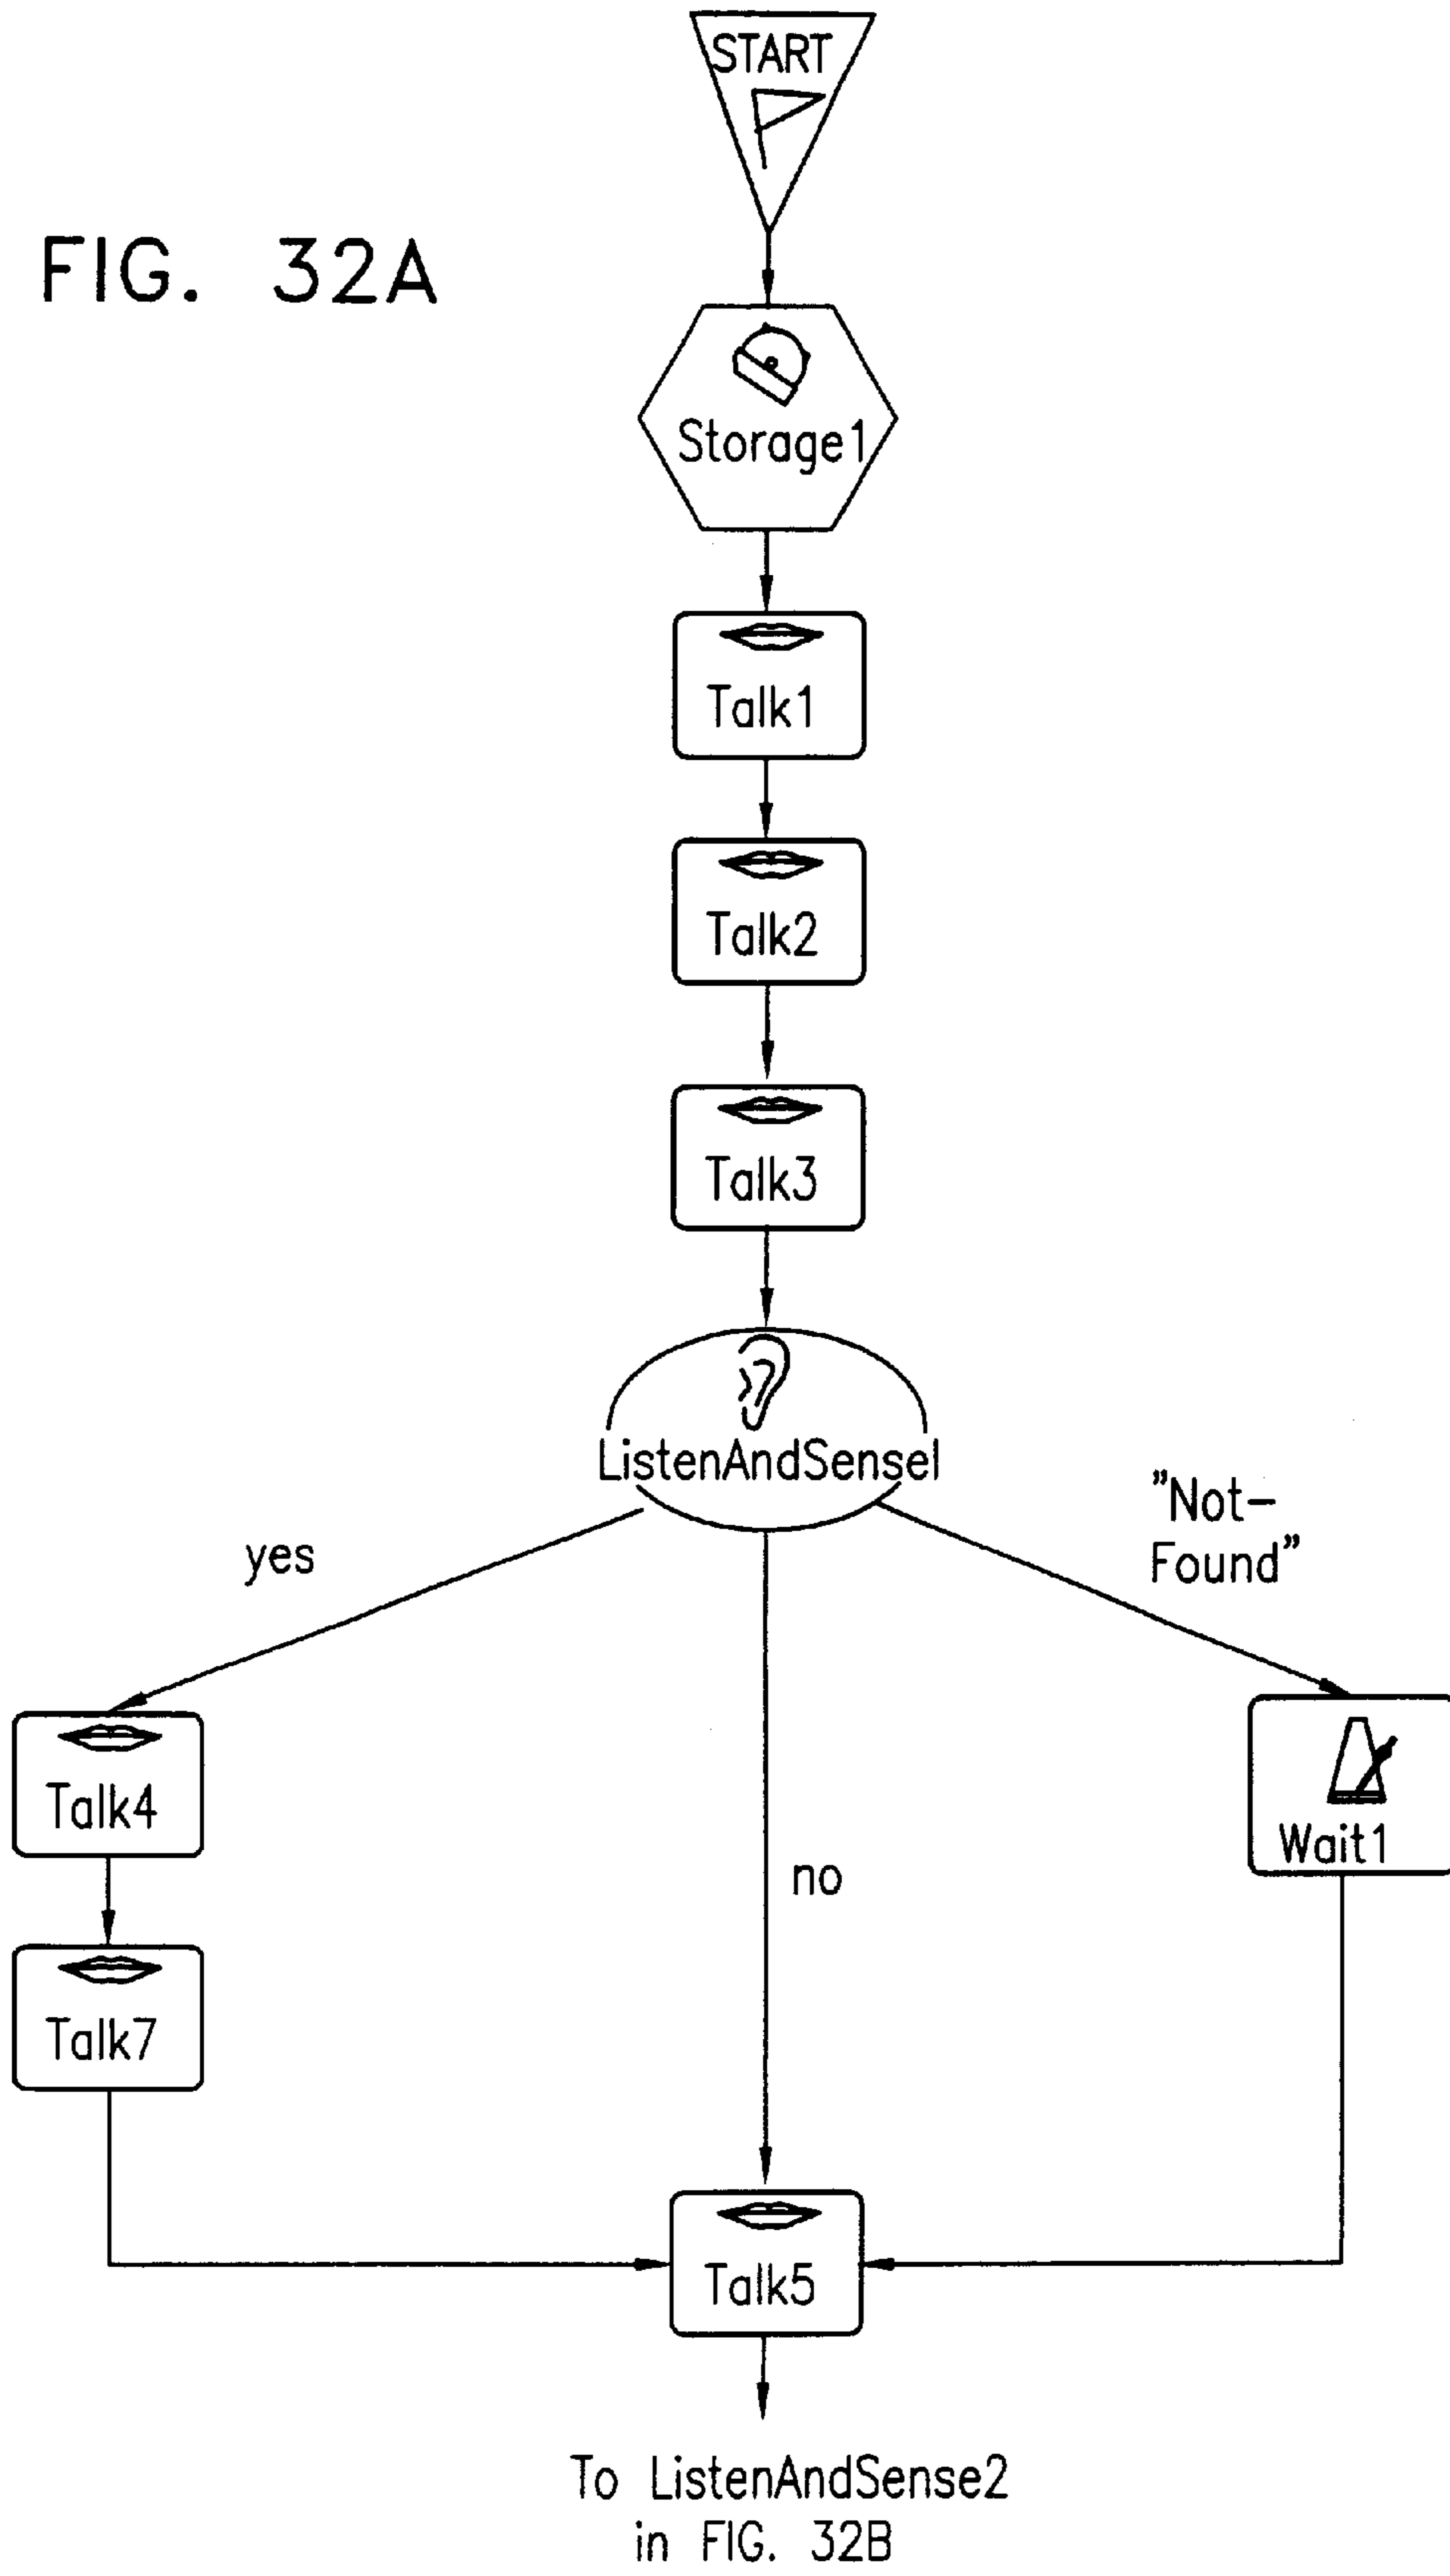 START
FIG. 32A
Storage1
Talk1
Talk2
Talk3
ListenAndSense1
yes
"Not-
Found"
Talk4
Wait1
no
Talk7
Talk5
To ListenAndSense2
in FIG. 32B